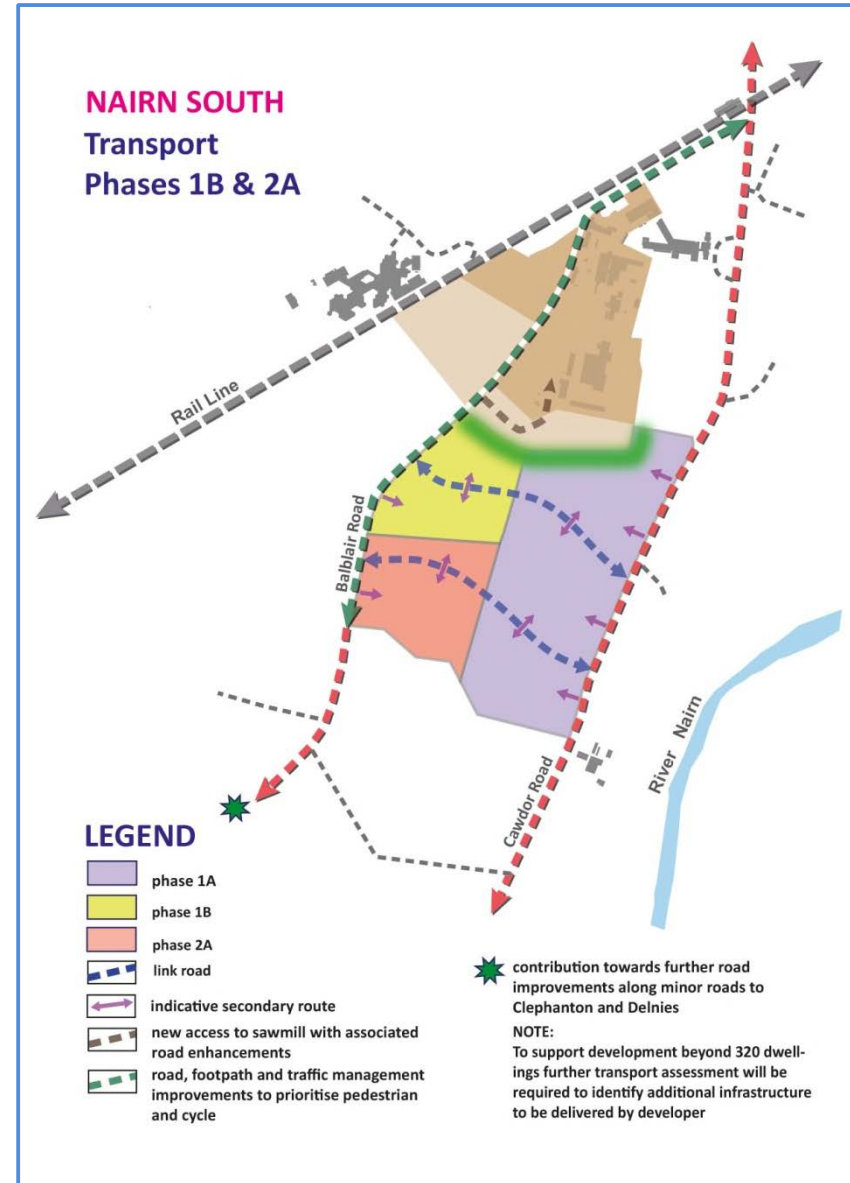 NAIRN SOUTH
Transport
Phases 1B & 2A
Rail Line
Balblair Road
Cawdor Road
River Nairn
LEGEND
phase 1A
phase 1B
phase 2A
link road
indicative secondary route
new access to sawmill with associated
road enhancements
road, footpath and traffic management
improvements to prioritise pedestrian
and cycle
contribution towards further road
improvements along minor roads to
Clephanton and Delnies
NOTE:
To support development beyond 320 dwell-
ings further transport assessment will be
required to identify additional infrastructure
to be delivered by developer